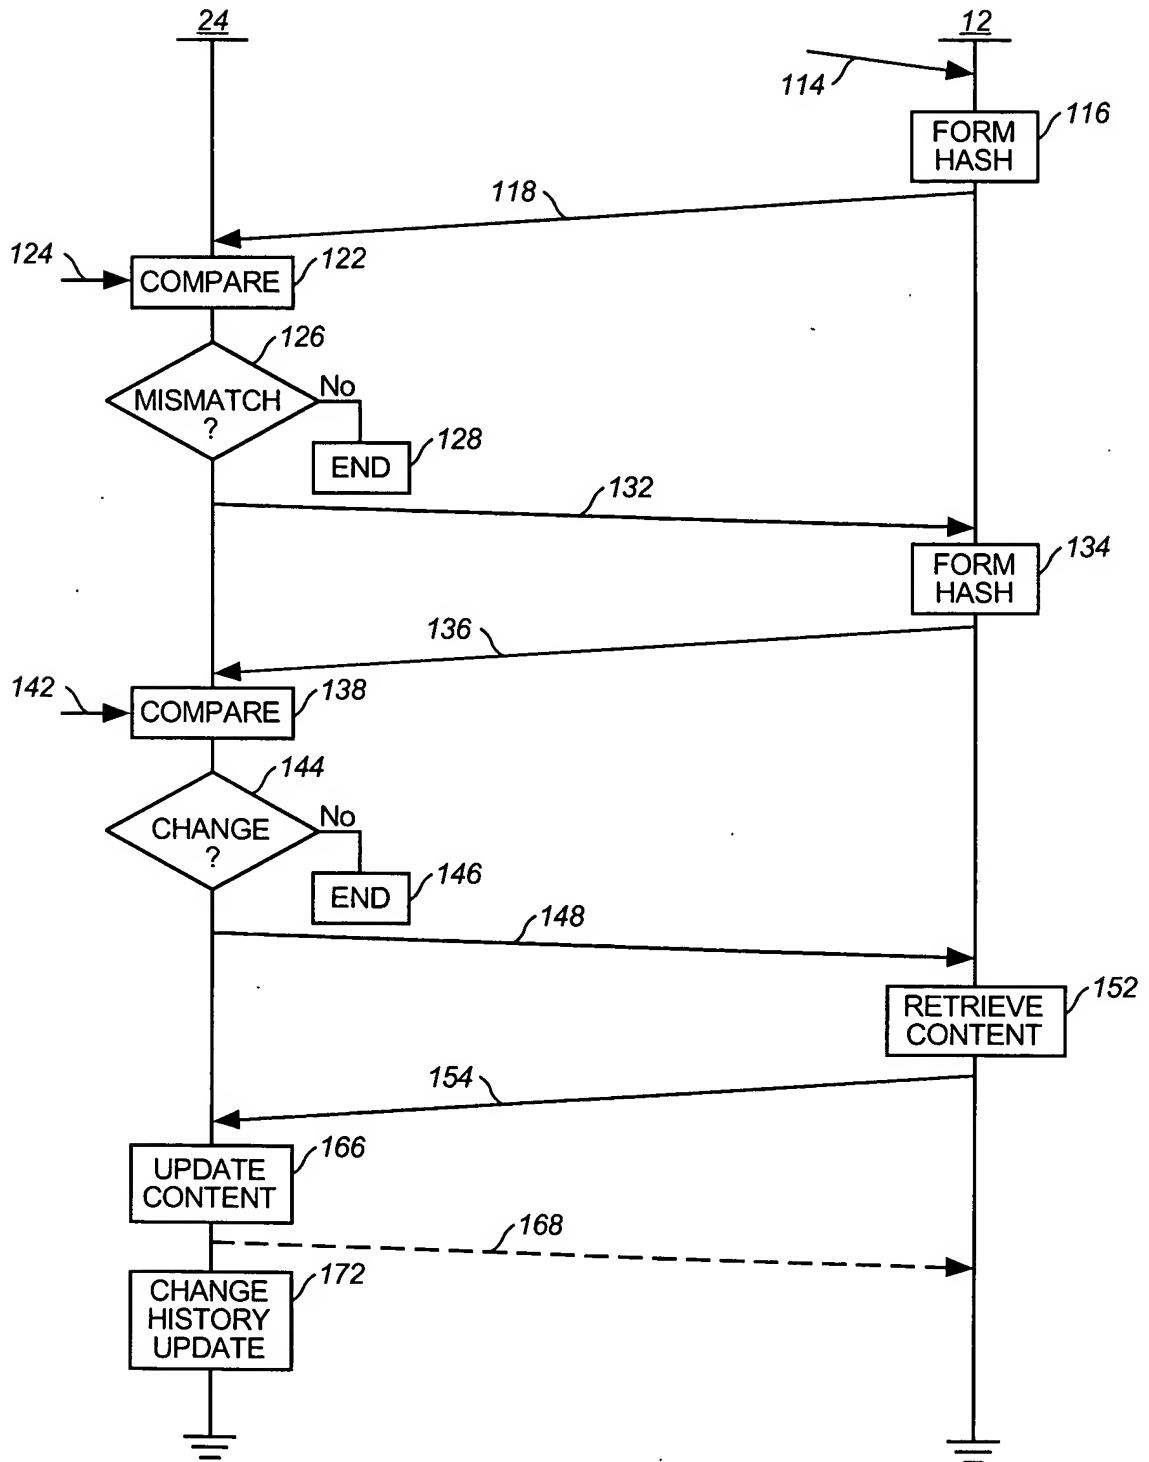 24
12
114
FORM
HASH
116
118
124
COMPARE
122
126
MISMATCH
?
No
END
128
132
FORM
HASH
134
136
142
COMPARE
138
144
CHANGE
?
No
END
146
148
RETRIEVE
CONTENT
152
154
UPDATE
CONTENT
166
168
CHANGE
HISTORY
UPDATE
172